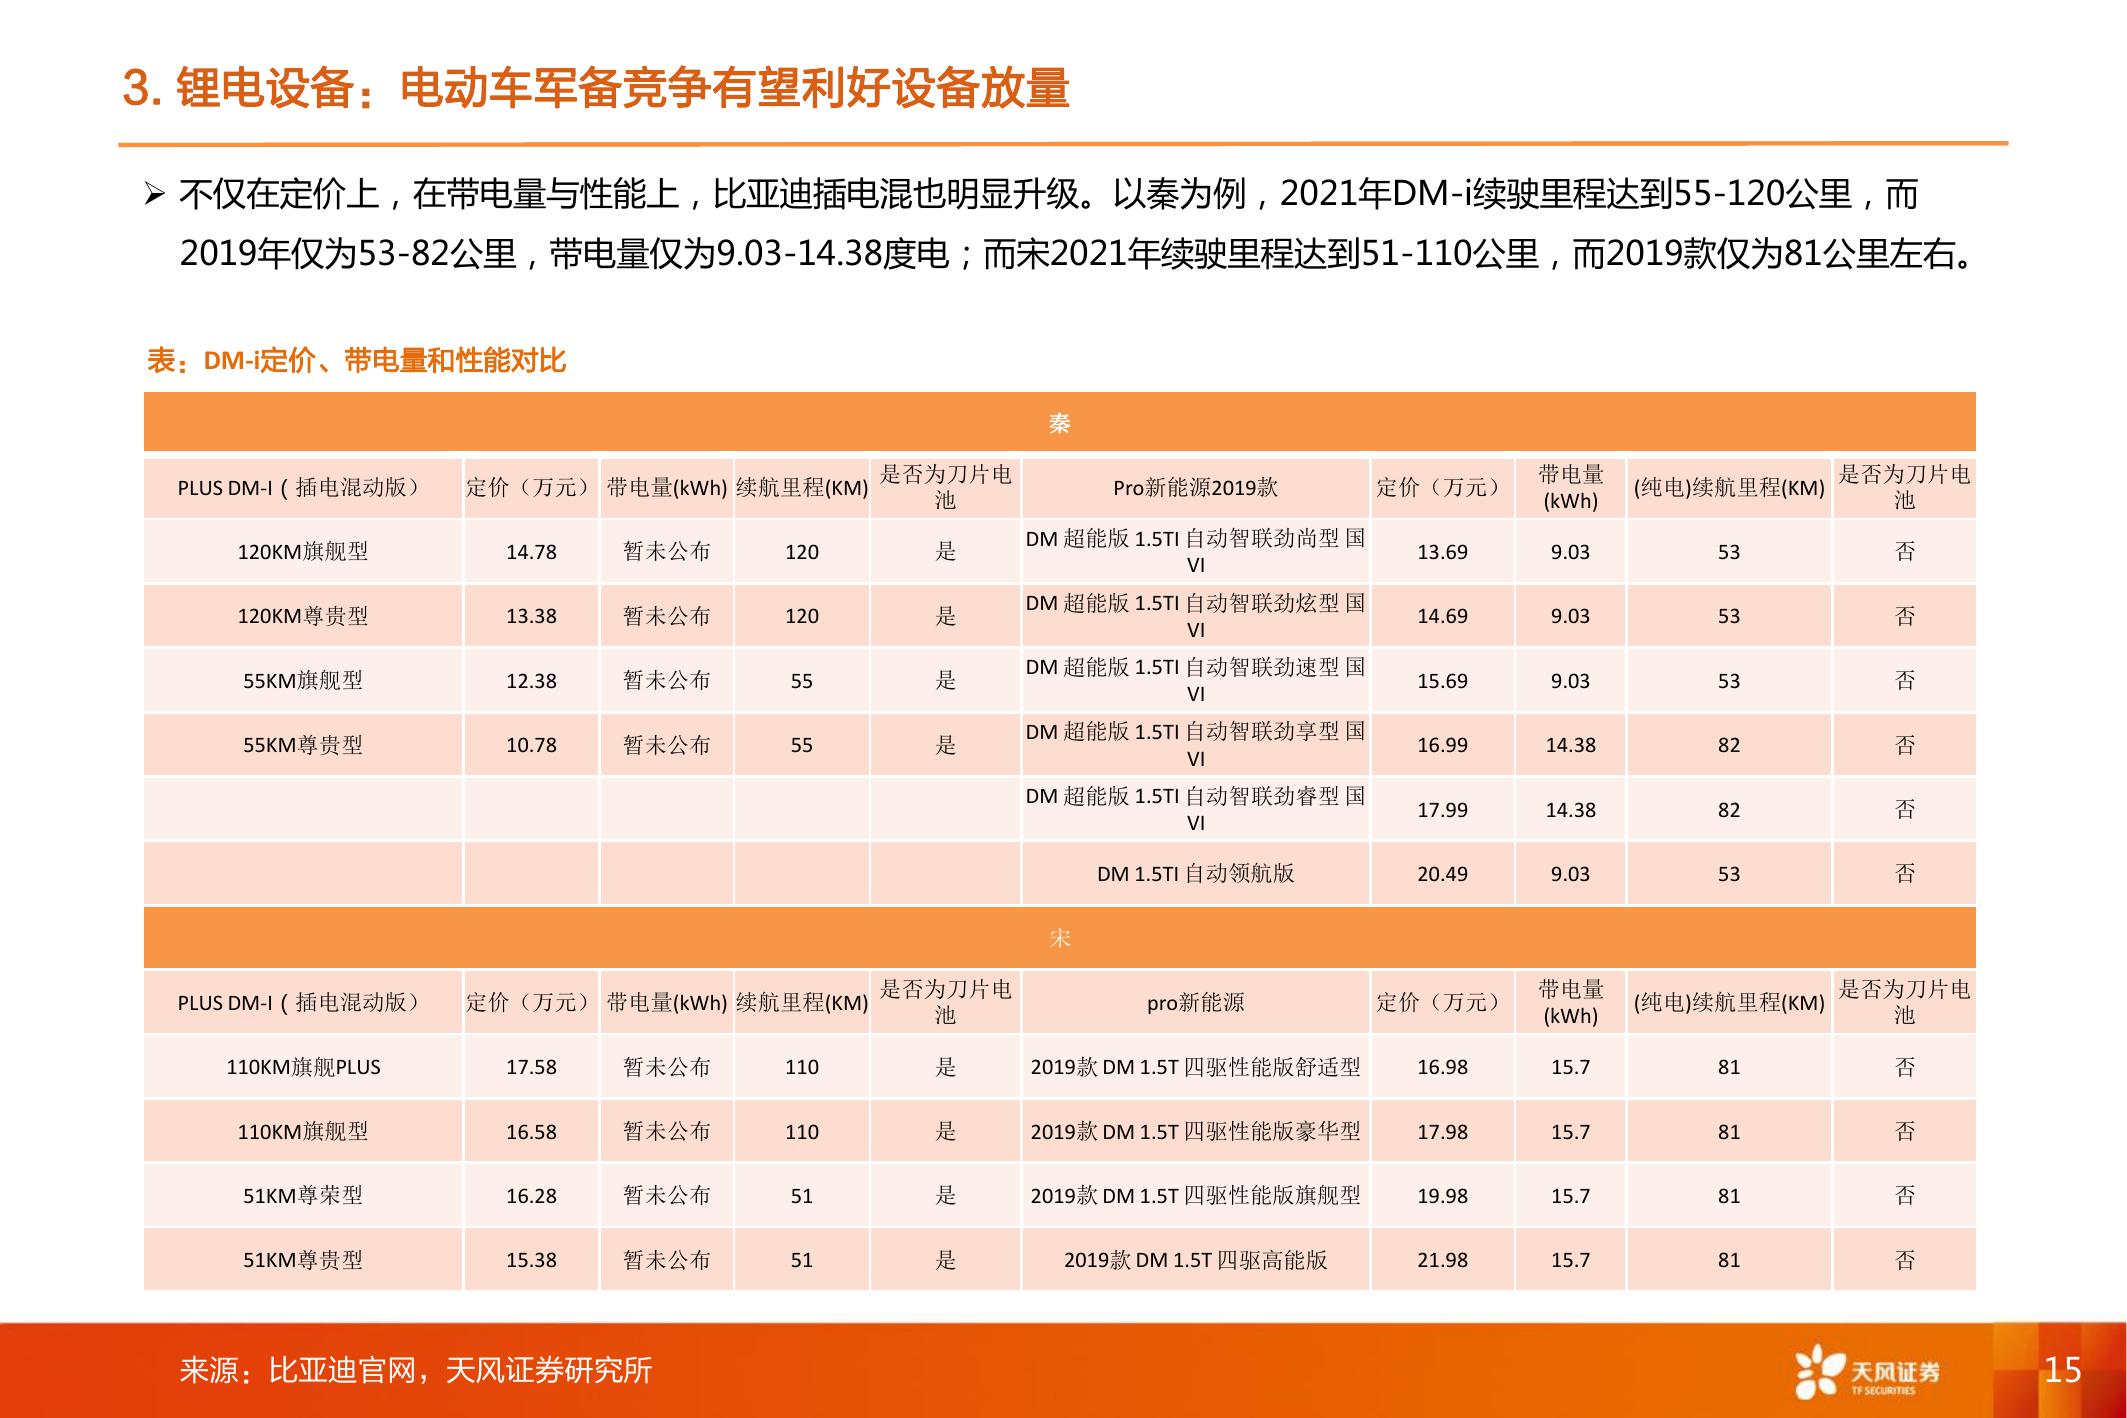 3. 锂电设备：电动车军备竞争有望利好设备放量
➢ 不仅在定价上，在带电量与性能上，比亚迪插电混也明显升级。以秦为例，2021年DM-i续驶里程达到55-120公里，而
2019年仅为53-82公里，带电量仅为9.03-14.38度电；而宋2021年续驶里程达到51-110公里，而2019款仅为81公里左右。
表：DM-i定价、带电量和性能对比
秦
PLUS DM-I（插电混动版） 定价（万元） 带电量(kWh) 续航里程(KM) 是否为刀片电池 Pro新能源2019款 定价（万元） 带电量(kWh) (纯电)续航里程(KM) 是否为刀片电池
120KM旗舰型 14.78 暂未公布 120 是 DM 超能版 1.5TI 自动智联劲尚型 国VI 13.69 9.03 53 否
120KM尊贵型 13.38 暂未公布 120 是 DM 超能版 1.5TI 自动智联劲炫型 国VI 14.69 9.03 53 否
55KM旗舰型 12.38 暂未公布 55 是 DM 超能版 1.5TI 自动智联劲速型 国VI 15.69 9.03 53 否
55KM尊贵型 10.78 暂未公布 55 是 DM 超能版 1.5TI 自动智联劲享型 国VI 16.99 14.38 82 否
DM 超能版 1.5TI 自动智联劲睿型 国VI 17.99 14.38 82 否
DM 1.5TI 自动领航版 20.49 9.03 53 否
宋
PLUS DM-I（插电混动版） 定价（万元） 带电量(kWh) 续航里程(KM) 是否为刀片电池 pro新能源 定价（万元） 带电量(kWh) (纯电)续航里程(KM) 是否为刀片电池
110KM旗舰PLUS 17.58 暂未公布 110 是 2019款 DM 1.5T 四驱性能版舒适型 16.98 15.7 81 否
110KM旗舰型 16.58 暂未公布 110 是 2019款 DM 1.5T 四驱性能版豪华型 17.98 15.7 81 否
51KM尊荣型 16.28 暂未公布 51 是 2019款 DM 1.5T 四驱性能版旗舰型 19.98 15.7 81 否
51KM尊贵型 15.38 暂未公布 51 是 2019款 DM 1.5T 四驱高能版 21.98 15.7 81 否
来源：比亚迪官网，天风证券研究所
天风证券
TF SECURITIES
15